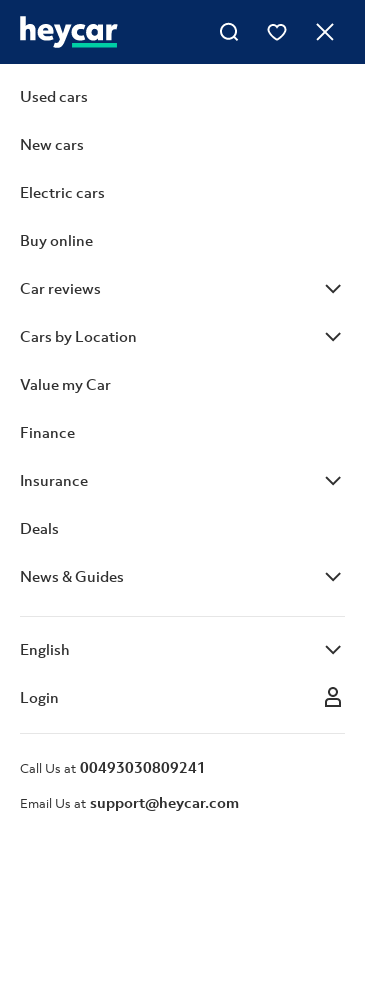 heycar
Used cars
New cars
Electric cars
Buy online
Car reviews
Cars by Location
Value my Car
Finance
Insurance
Deals
News & Guides
English
Login
Call Us at 00493030809241
Email Us at support@heycar.com